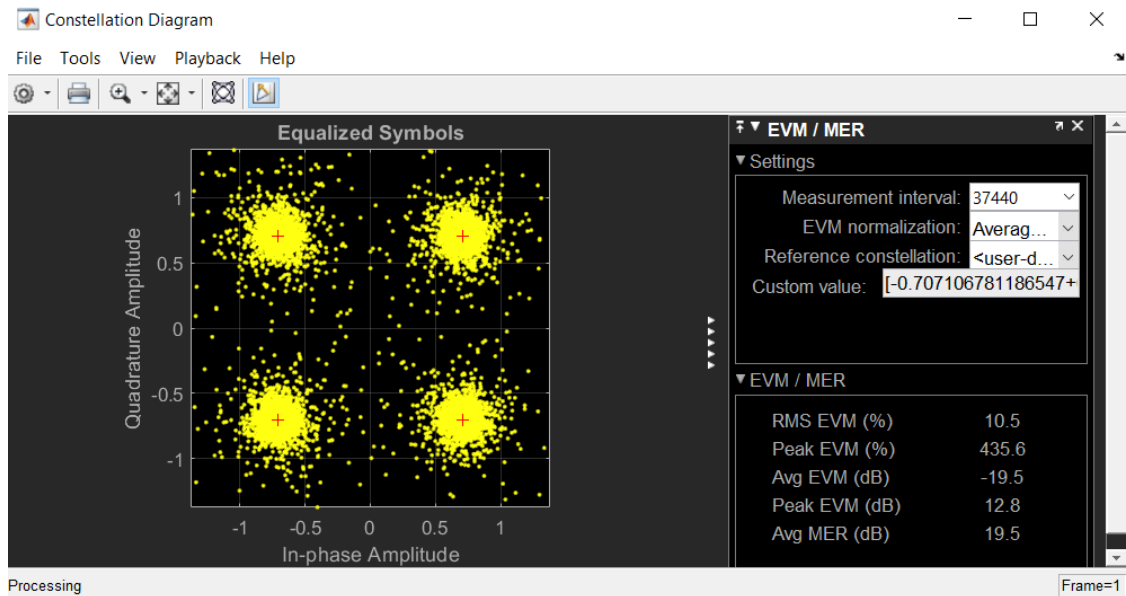 Constellation Diagram
File Tools View Playback Help
Equalized Symbols
Quadrature Amplitude
1
0.5
0
-0.5
-1
-1 -0.5 0 0.5 1
In-phase Amplitude
EVM / MER
Settings
Measurement interval: 37440
EVM normalization: Averag...
Reference constellation: <user-d...
Custom value: [-0.707106781186547+
EVM / MER
RMS EVM (%) 10.5
Peak EVM (%) 435.6
Avg EVM (dB) -19.5
Peak EVM (dB) 12.8
Avg MER (dB) 19.5
Processing
Frame=1